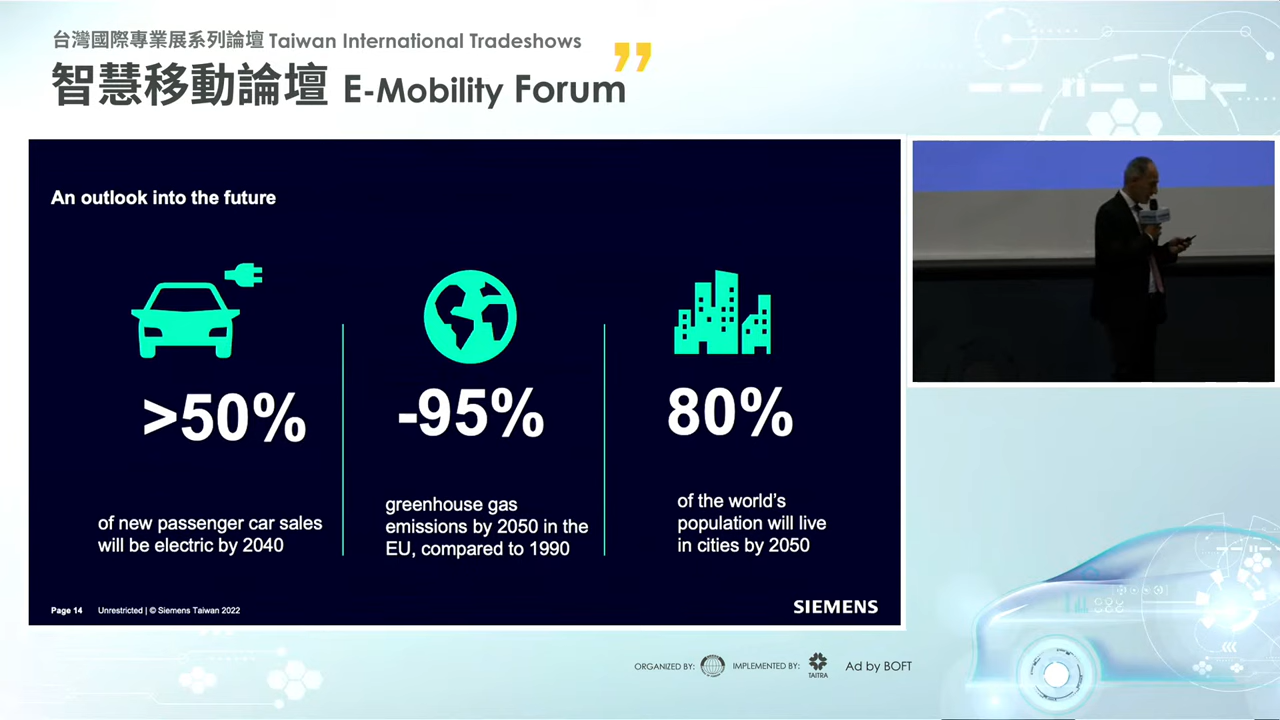 台灣國際專業展系列論壇 Taiwan International Tradeshows
智慧移動論壇 E-Mobility Forum
An outlook into the future
>50%
of new passenger car sales
will be electric by 2040
-95%
greenhouse gas
emissions by 2050 in the
EU, compared to 1990
80%
of the world's
population will live
in cities by 2050
Page 14 Unrestricted | © Siemens Taiwan 2022
SIEMENS
ORGANIZED BY: IMPLEMENTED BY: TAITRA Ad by BOFT